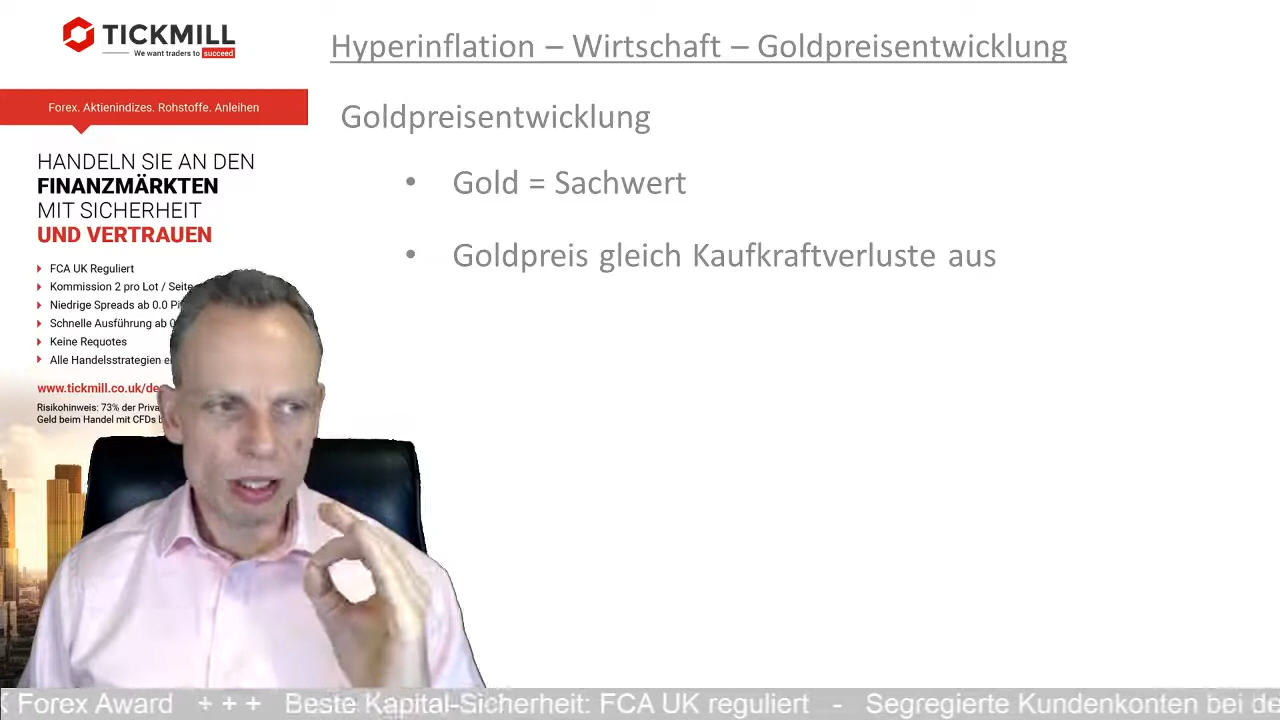 TICKMILL
We want traders to succeed
Hyperinflation – Wirtschaft – Goldpreisentwicklung
Forex. Aktienindizes. Rohstoffe. Anleihen
Goldpreisentwicklung
HANDELN SIE AN DEN
FINANZMÄRKTEN
MIT SICHERHEIT
UND VERTRAUEN
• Gold = Sachwert
• Goldpreis gleich Kaufkraftverluste aus
FCA UK Reguliert
Kommission 2 pro Lot / Seite
Niedrige Spreads ab 0.0
Schnelle Ausführung ab
Keine Requotes
Alle Handelsstrategien
www.tickmill.co.uk/de
Risikohinweis: 73% der
Geld beim Handel mit CFDs
Forex Award + + + Beste Kapital-Sicherheit: FCA UK reguliert - Segregierte Kundenkonten bei